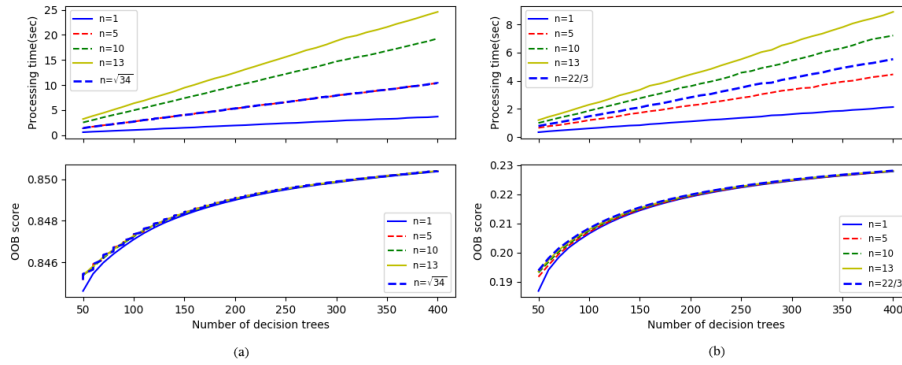 25
20
15
10
5
0
Processing time(sec)
n=1
n=5
n=10
n=13
n=√34
0.850
0.848
0.846
OOB score
n=1
n=5
n=10
n=13
n=√34
50 100 150 200 250 300 350 400
Number of decision trees
(a)
8
6
4
2
0
Processing time(sec)
n=1
n=5
n=10
n=13
n=22/3
0.23
0.22
0.21
0.20
0.19
OOB score
n=1
n=5
n=10
n=13
n=22/3
50 100 150 200 250 300 350 400
Number of decision trees
(b)